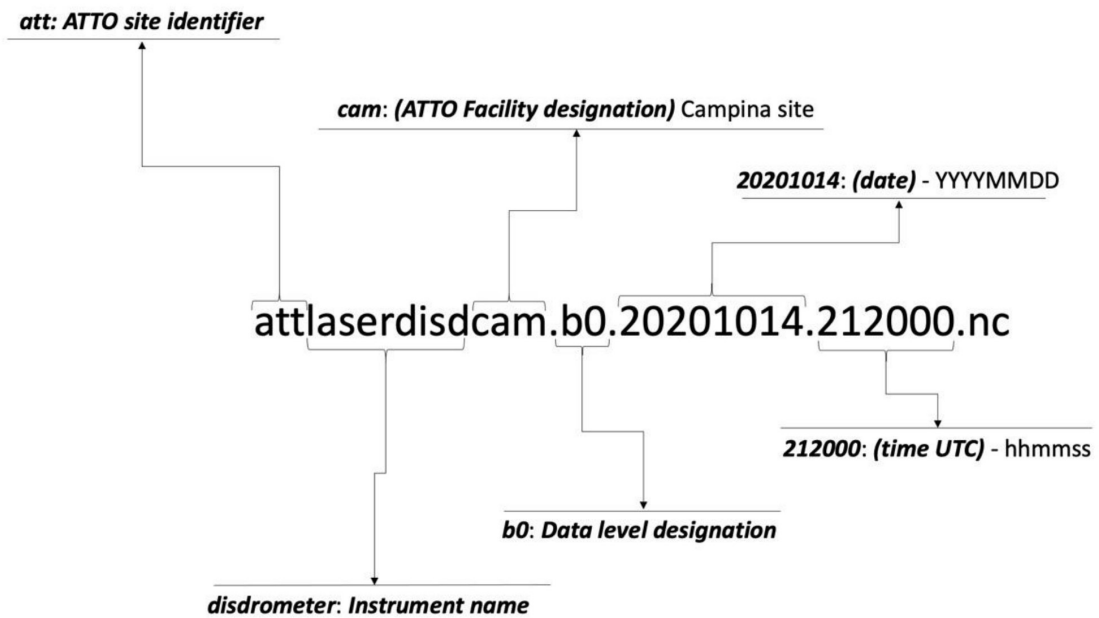 att: ATTO site identifier
cam: (ATTO Facility designation) Campina site
20201014: (date) - YYYYMMDD
attlaserdisdcam.b0.20201014.212000.nc
212000: (time UTC) - hhmmss
b0: Data level designation
disdrometer: Instrument name